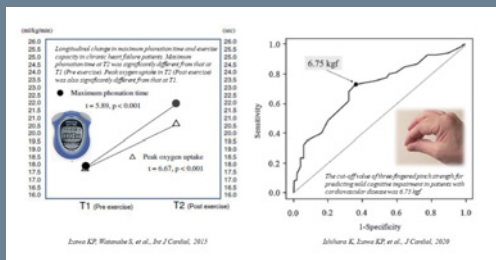 (ml/kg/min)
(sec)
26.0
25.5
25.0
24.5
24.0
23.5
23.0
22.5
22.0
21.5
21.0
20.5
20.0
19.5
19.0
18.5
18.0
17.5
17.0
16.5
16.0
Longitudinal change in maximum phonation time and exercise
capacity in chronic heart failure patients. Maximum
phonation time at T2 was significantly different from that at
T1 (Pre exercise). Peak oxygen uptake in T2 (Post exercise)
was also significantly different from that at T1.
Maximum phonation time
t = 5.89, p < 0.001
Peak oxygen uptake
t = 6.67, p < 0.001
26.0
25.5
25.0
24.5
24.0
23.5
23.0
22.5
22.0
21.5
21.0
20.5
20.0
19.5
19.0
18.5
18.0
17.5
17.0
16.5
16.0
T1 (Pre exercise)
T2 (Post exercise)
Izawa KP, Watanabe S, et al., Int J Cardiol, 2015
Sensitivity
1.0
0.8
0.6
0.4
0.2
0.0
6.75 kgf
The cut-off value of three-fingered pinch strength for
predicting mild cognitive impairment in patients with
cardiovascular disease was 6.75 kgf
0.0
0.2
0.4
0.6
0.8
1.0
1-Specificity
Ishihara K, Izawa KP, et al., J Cardiol, 2020